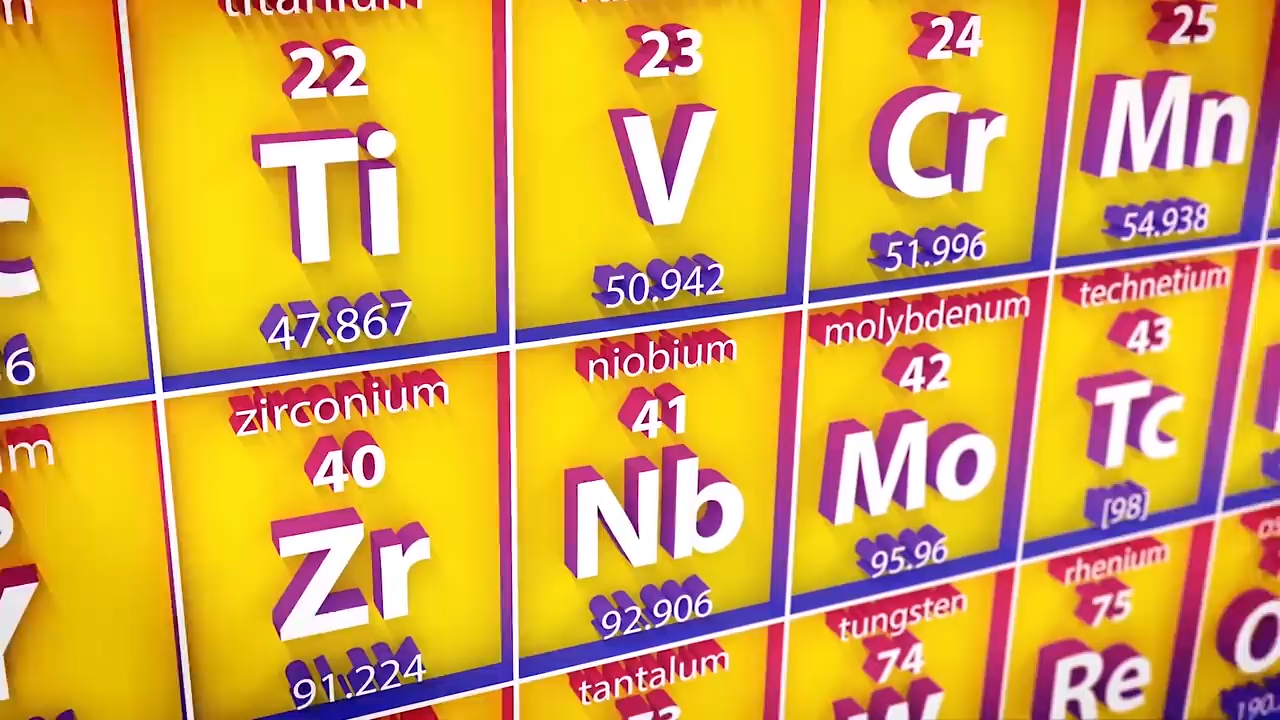 titanium
22
Ti
47.867
23
V
50.942
24
Cr
51.996
25
Mn
54.938
zirconium
40
Zr
91.224
niobium
41
Nb
92.906
molybdenum
42
Mo
95.96
technetium
43
Tc
[98]
tantalum
73
tungsten
74
W
rhenium
75
Re